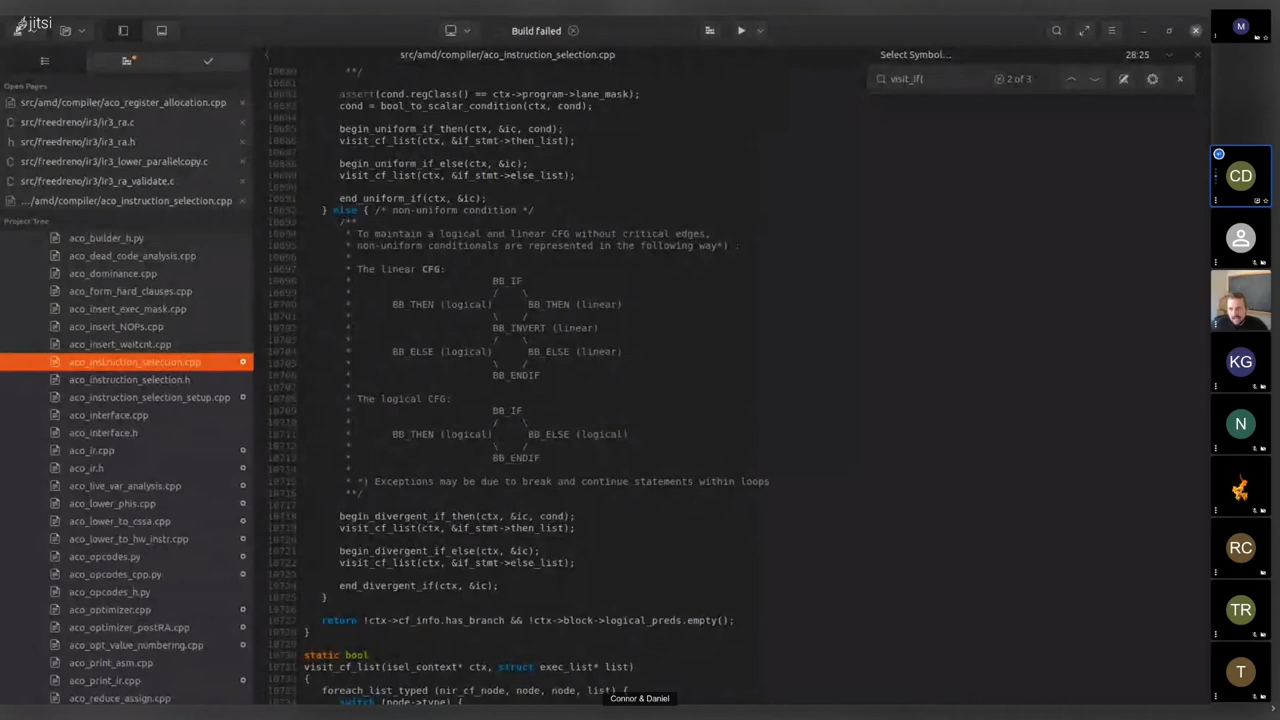 jitsi
Build failed
src/amd/compiler/aco_instruction_selection.cpp
Select Symbol...
28:25
visit_if(
2 of 3
Open Pages
src/amd/compiler/aco_register_allocation.cpp
src/freedreno/ir3/ir3_ra.c
src/freedreno/ir3/ir3_ra.h
src/freedreno/ir3/ir3_lower_parallelcopy.c
src/freedreno/ir3/ir3_ra_validate.c
.../amd/compiler/aco_instruction_selection.cpp
Project Tree
aco_builder_h.py
aco_dead_code_analysis.cpp
aco_dominance.cpp
aco_form_hard_clauses.cpp
aco_insert_exec_mask.cpp
aco_insert_NOPs.cpp
aco_insert_waitcnt.cpp
aco_instruction_selection.cpp
aco_instruction_selection.h
aco_instruction_selection_setup.cpp
aco_interface.cpp
aco_interface.h
aco_ir.cpp
aco_ir.h
aco_live_var_analysis.cpp
aco_lower_phis.cpp
aco_lower_to_cssa.cpp
aco_lower_to_hw_instr.cpp
aco_opcodes.py
aco_opcodes_cpp.py
aco_opcodes_h.py
aco_optimizer.cpp
aco_optimizer_postRA.cpp
aco_opt_value_numbering.cpp
aco_print_asm.cpp
aco_print_ir.cpp
aco_reduce_assign.cpp
**/
assert(cond.regClass() == ctx->program->lane_mask);
cond = bool_to_scalar_condition(ctx, cond);
begin_uniform_if_then(ctx, &ic, cond);
visit_cf_list(ctx, &if_stmt->then_list);
begin_uniform_if_else(ctx, &ic);
visit_cf_list(ctx, &if_stmt->else_list);
end_uniform_if(ctx, &ic);
} else { /* non-uniform condition */
/**
* To maintain a logical and linear CFG without critical edges,
* non-uniform conditionals are represented in the following way*) :
*
* The linear CFG:
* BB_IF
* / \
* BB_THEN (logical) BB_THEN (linear)
* \ /
* BB_INVERT (linear)
* / \
* BB_ELSE (logical) BB_ELSE (linear)
* \ /
* BB_ENDIF
*
* The logical CFG:
* BB_IF
* / \
* BB_THEN (logical) BB_ELSE (logical)
* \ /
* BB_ENDIF
*
* *) Exceptions may be due to break and continue statements within loops
**/
begin_divergent_if_then(ctx, &ic, cond);
visit_cf_list(ctx, &if_stmt->then_list);
begin_divergent_if_else(ctx, &ic);
visit_cf_list(ctx, &if_stmt->else_list);
end_divergent_if(ctx, &ic);
}
return !ctx->cf_info.has_branch && !ctx->block->logical_preds.empty();
}
static bool
visit_cf_list(isel_context* ctx, struct exec_list* list)
{
foreach_list_typed (nir_cf_node, node, node, list) {
switch (node->type) {
Connor & Daniel
M
CD
KG
N
RC
TR
T